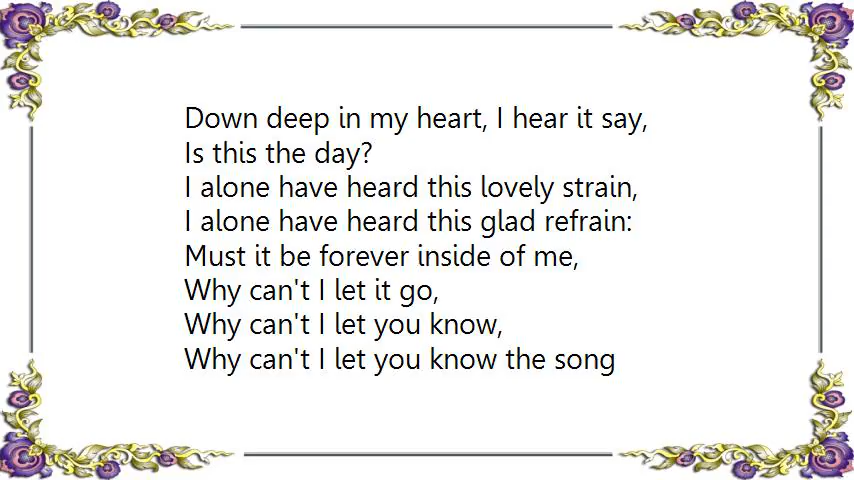 Down deep in my heart, I hear it say,
Is this the day?
I alone have heard this lovely strain,
I alone have heard this glad refrain:
Must it be forever inside of me,
Why can't I let it go,
Why can't I let you know,
Why can't I let you know the song